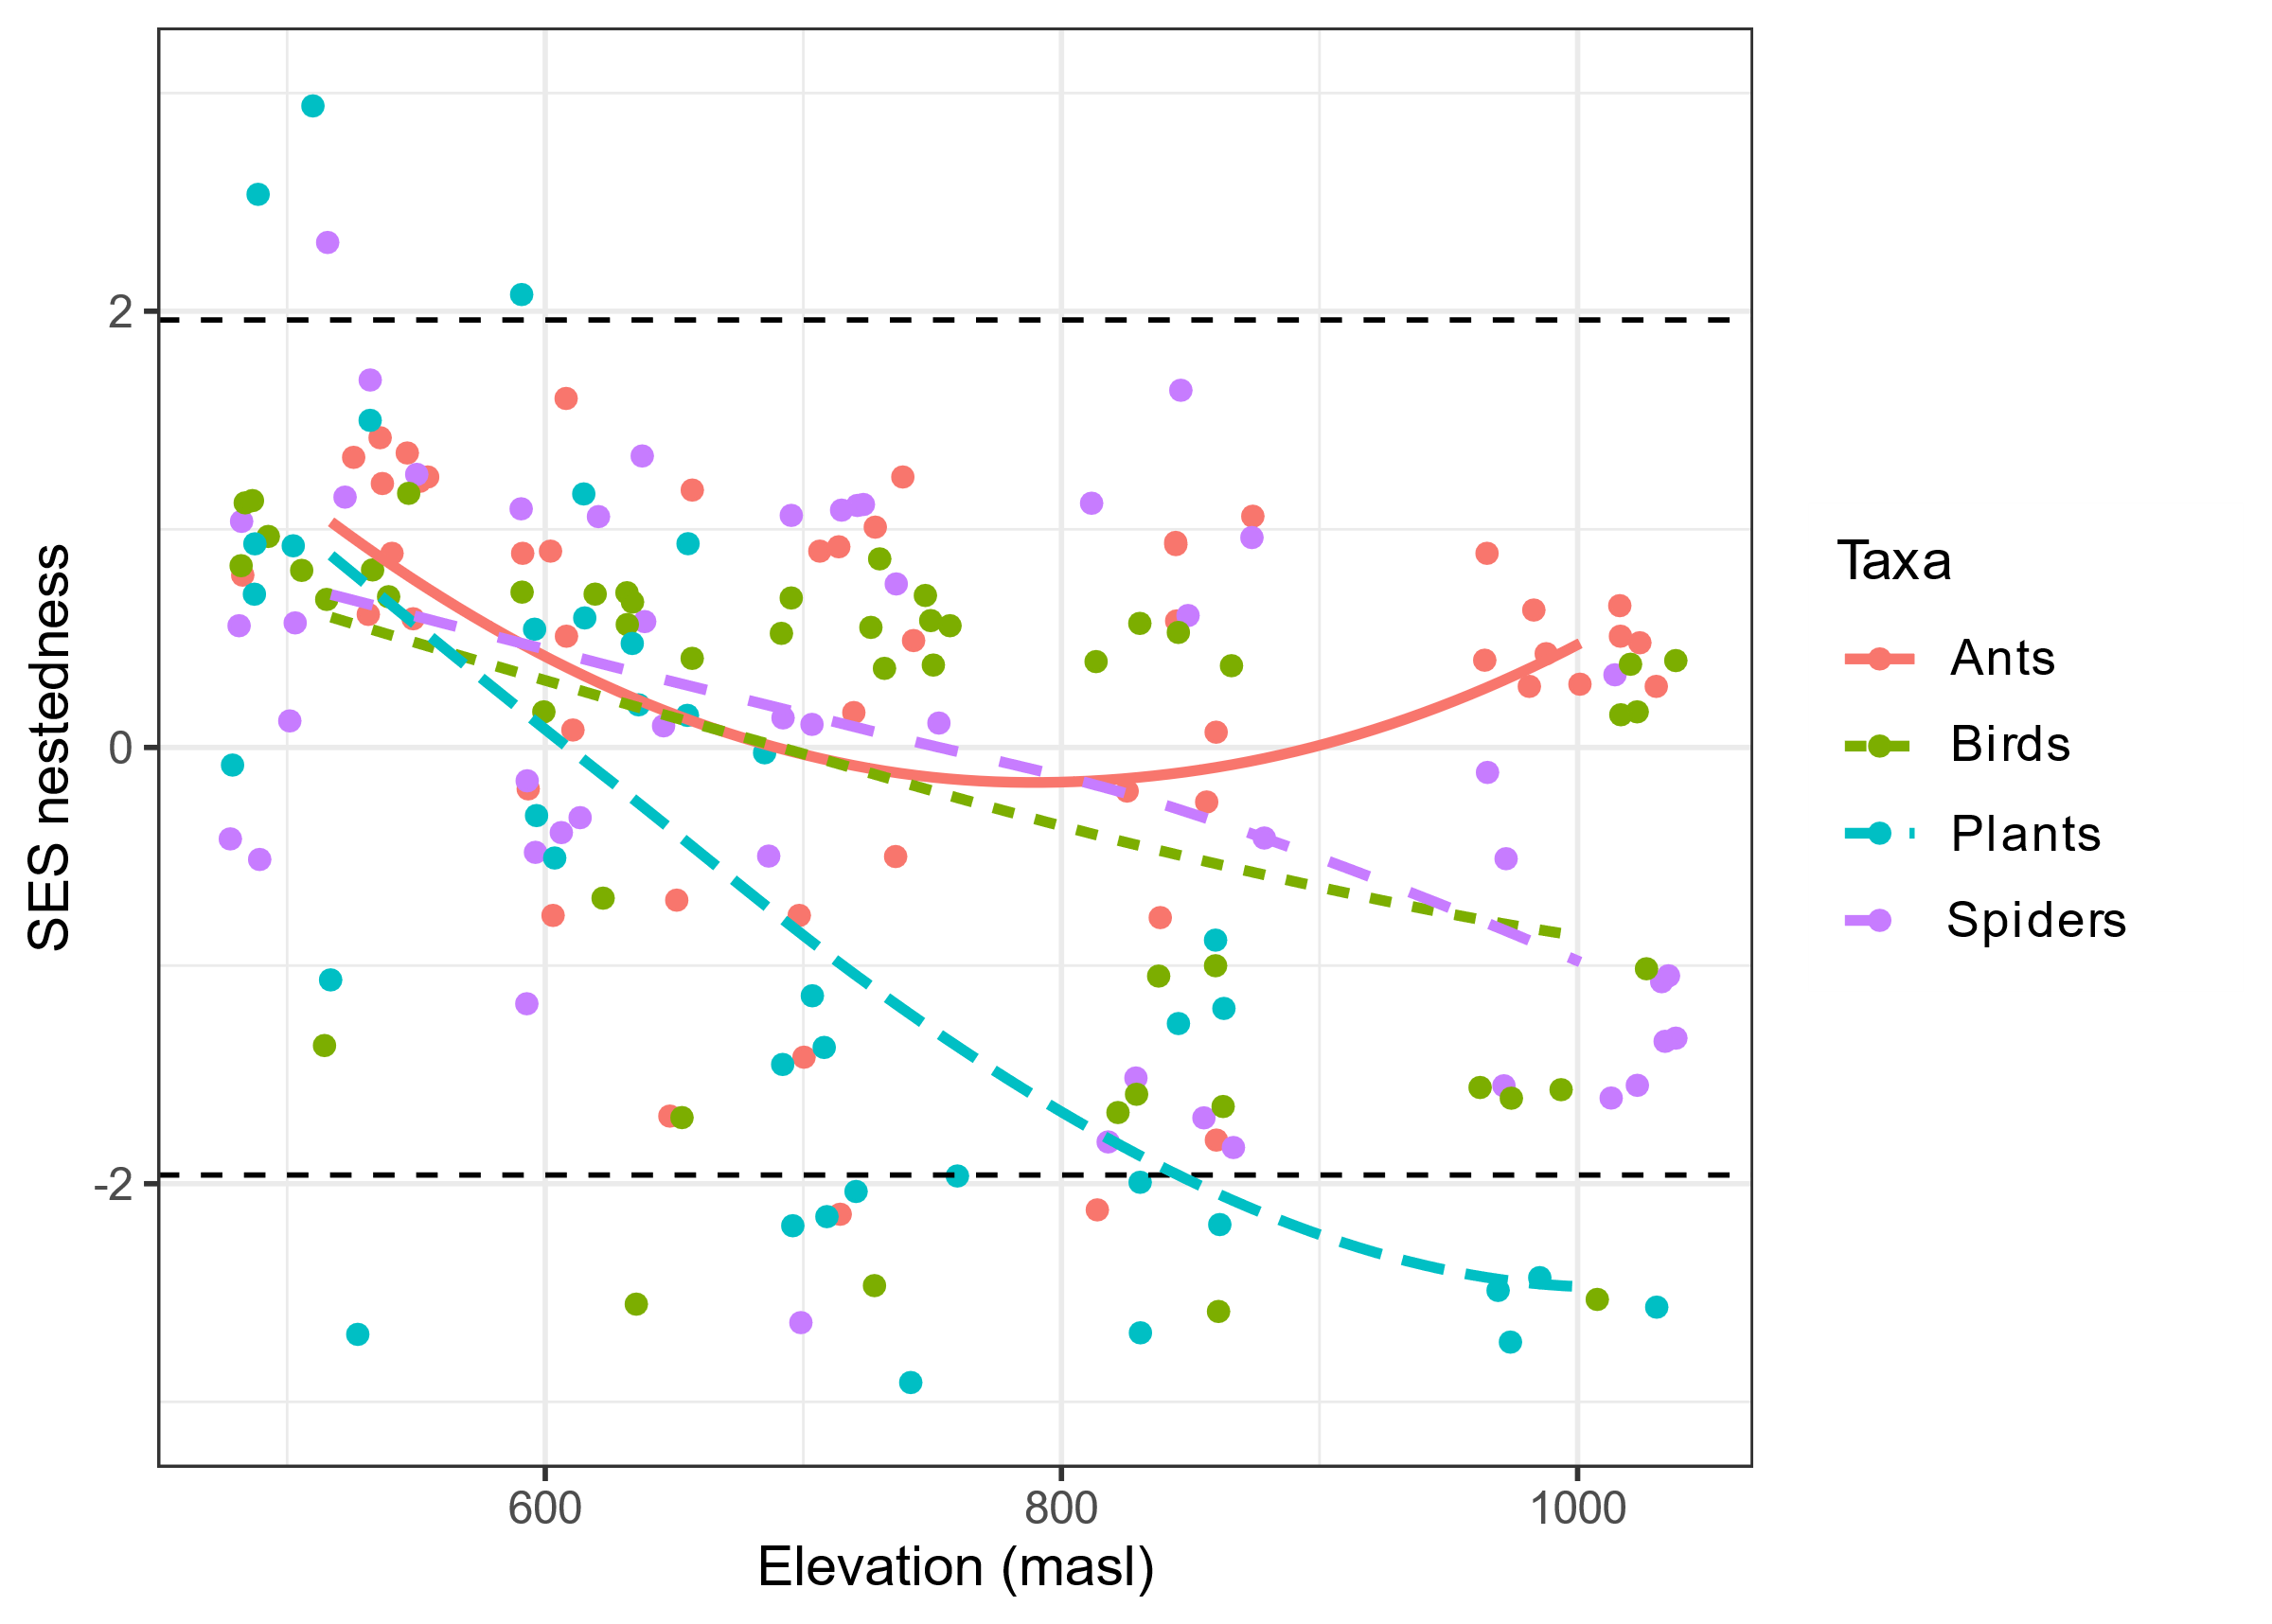 SES nestedness
2
0
-2
600
800
1000
Elevation (masl)
Taxa
Ants
Birds
Plants
Spiders